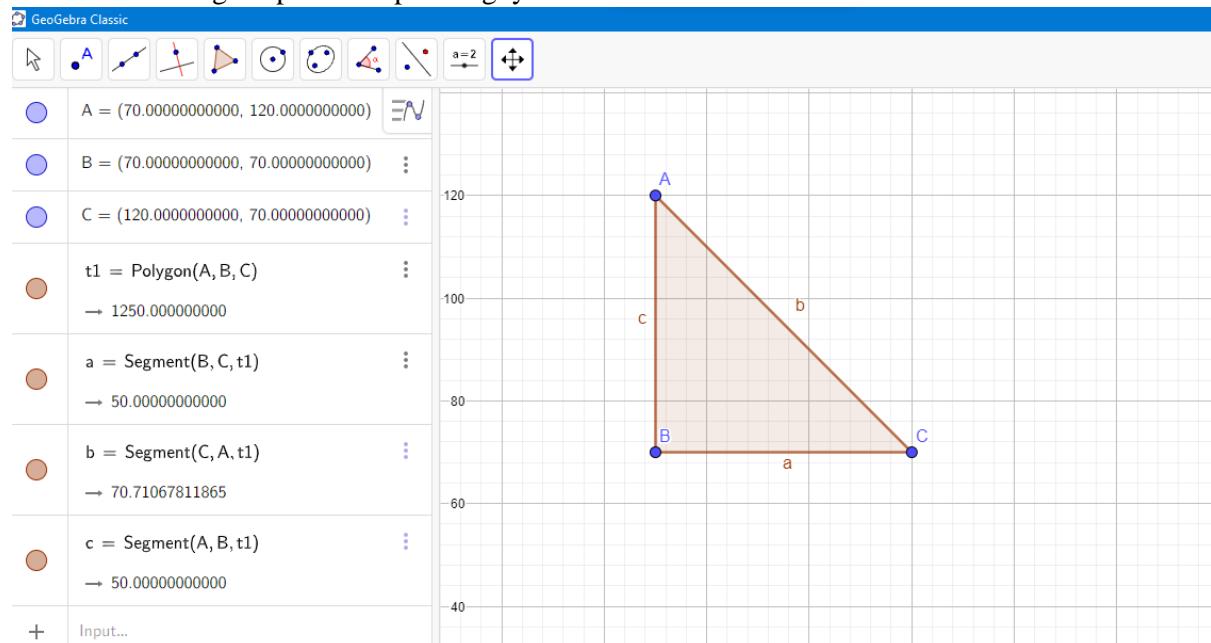 GeoGebra Classic
A
a=2
A = (70.00000000000, 120.0000000000)
B = (70.00000000000, 70.00000000000)
C = (120.0000000000, 70.00000000000)
t1 = Polygon(A, B, C)
→ 1250.000000000
a = Segment(B, C, t1)
→ 50.00000000000
b = Segment(C, A, t1)
→ 70.71067811865
c = Segment(A, B, t1)
→ 50.00000000000
+ Input...
A
120
100
b
c
80
B
C
a
60
40